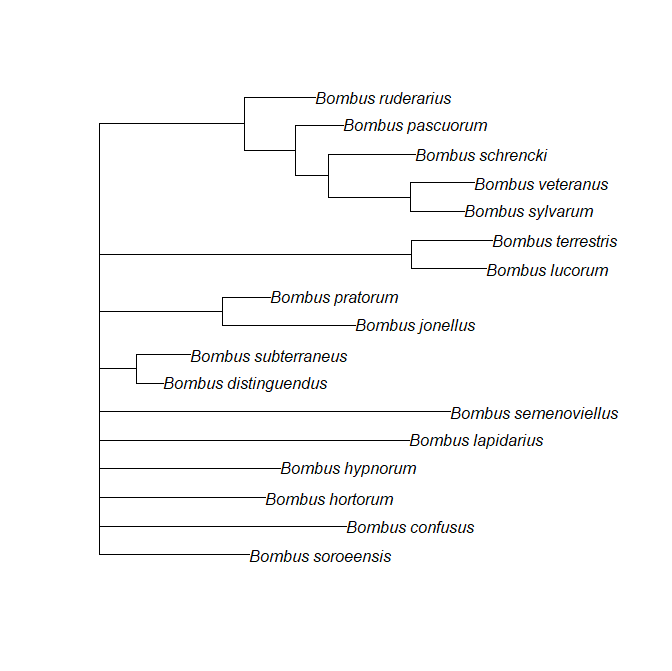 Bombus ruderarius
Bombus pascuorum
Bombus schrencki
Bombus veteranus
Bombus sylvarum
Bombus terrestris
Bombus lucorum
Bombus pratorum
Bombus jonellus
Bombus subterraneus
Bombus distinguendus
Bombus semenoviellus
Bombus lapidarius
Bombus hypnorum
Bombus hortorum
Bombus confusus
Bombus soroeensis